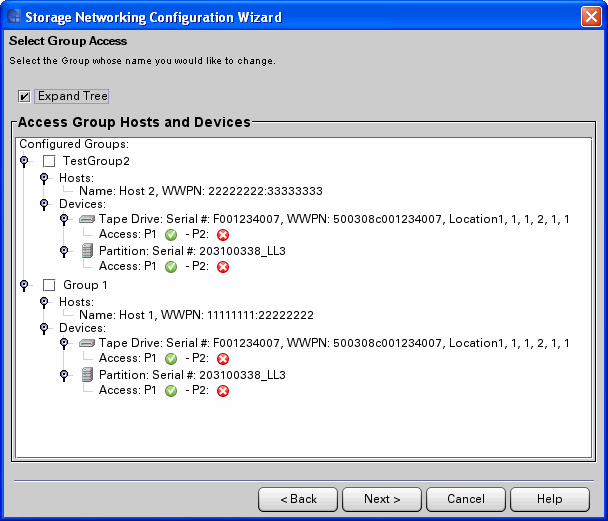 Storage Networking Configuration Wizard
Select Group Access
Select the Group whose name you would like to change.
Expand Tree
Access Group Hosts and Devices
Configured Groups:
TestGroup2
Hosts:
Name: Host 2, WWPN: 22222222:33333333
Devices:
Tape Drive: Serial #: F001234007, WWPN: 500308c001234007, Location1, 1, 1, 2, 1, 1
Access: P1 - P2:
Partition: Serial #: 203100338_LL3
Access: P1 - P2:
Group 1
Hosts:
Name: Host 1, WWPN: 11111111:22222222
Devices:
Tape Drive: Serial #: F001234007, WWPN: 500308c001234007, Location1, 1, 1, 2, 1, 1
Access: P1 - P2:
Partition: Serial #: 203100338_LL3
Access: P1 - P2:
< Back Next > Cancel Help